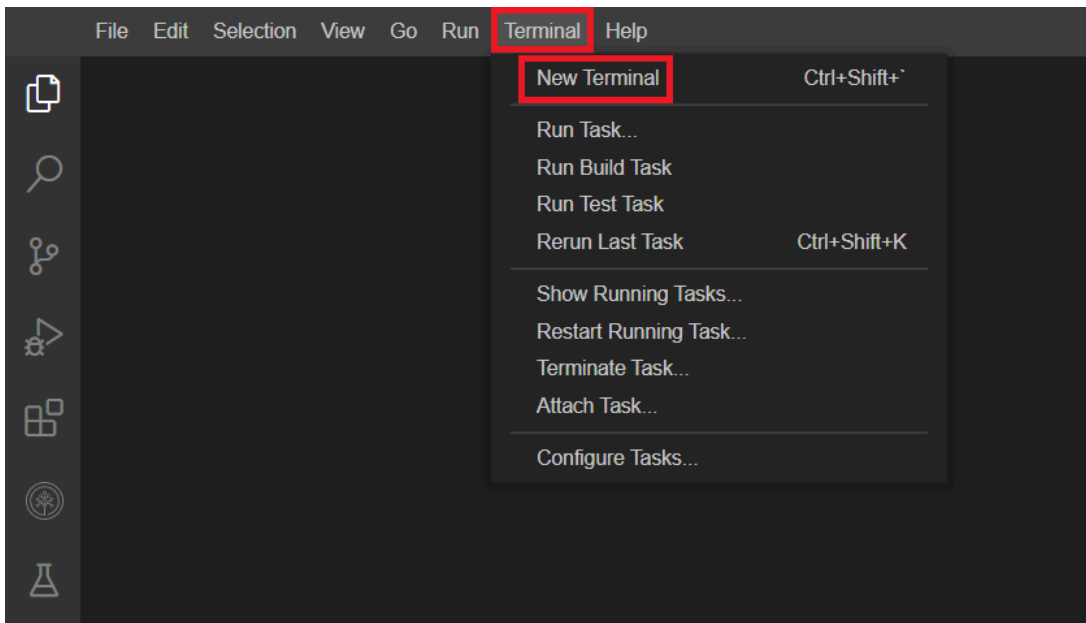 File Edit Selection View Go Run Terminal Help
New Terminal Ctrl+Shift+`
Run Task...
Run Build Task
Run Test Task
Rerun Last Task Ctrl+Shift+K
Show Running Tasks...
Restart Running Task...
Terminate Task...
Attach Task...
Configure Tasks...